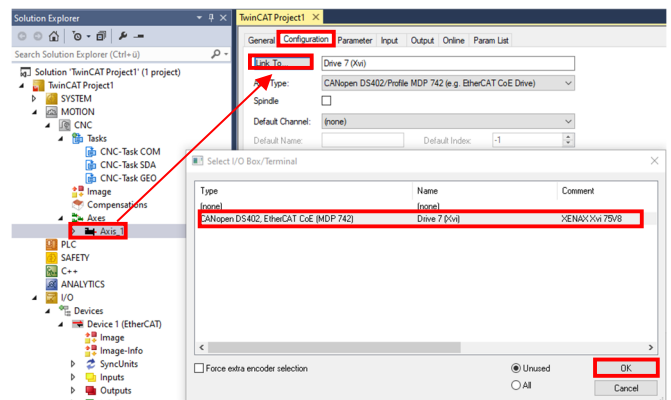 Solution Explorer
Search Solution Explorer (Ctrl+ü)
Solution 'TwinCAT Project1' (1 project)
TwinCAT Project1
SYSTEM
MOTION
CNC
Tasks
CNC-Task COM
CNC-Task SDA
CNC-Task GEO
Image
Compensations
Axes
Axis_1
PLC
SAFETY
C++
ANALYTICS
I/O
Devices
Device 1 (EtherCAT)
Image
Image-Info
SyncUnits
Inputs
Outputs
TwinCAT Project1
General Configuration Parameter Input Output Online Param List
Link To... Drive 7 (Xvi)
Type: CANopen DS402/Profile MDP 742 (e.g. EtherCAT CoE Drive)
Spindle
Default Channel: (none)
Default Name: Default Index: -1
Select I/O Box/Terminal
Type Name Comment
(none) (none)
CANopen DS402, EtherCAT CoE (MDP 742) Drive 7 (Xvi) XENAX Xvi 75V8
Force extra encoder selection
Unused
All
OK
Cancel